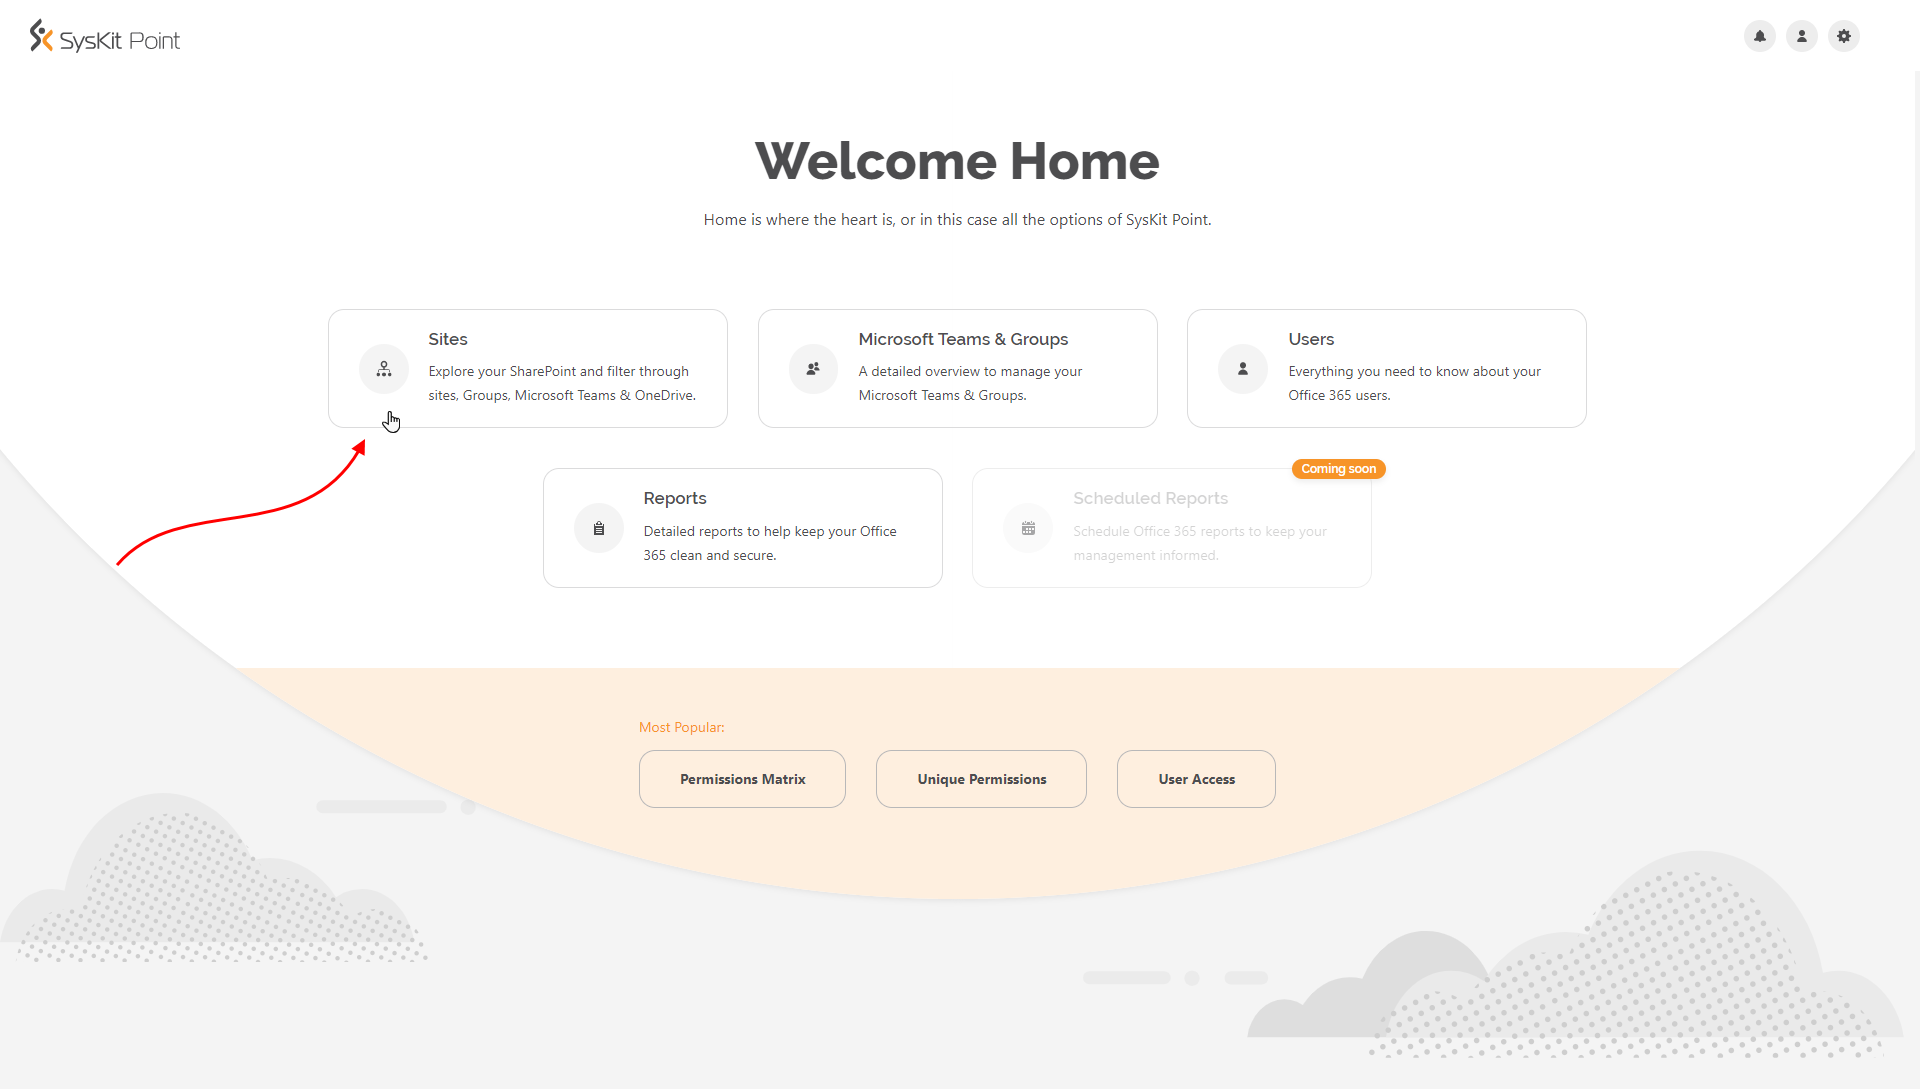 SysKit Point
Welcome Home
Home is where the heart is, or in this case all the options of SysKit Point.
Sites
Explore your SharePoint and filter through
sites, Groups, Microsoft Teams & OneDrive.
Microsoft Teams & Groups
A detailed overview to manage your
Microsoft Teams & Groups.
Users
Everything you need to know about your
Office 365 users.
Reports
Detailed reports to help keep your Office
365 clean and secure.
Coming soon
Scheduled Reports
Schedule Office 365 reports to keep your
management informed.
Most Popular:
Permissions Matrix
Unique Permissions
User Access